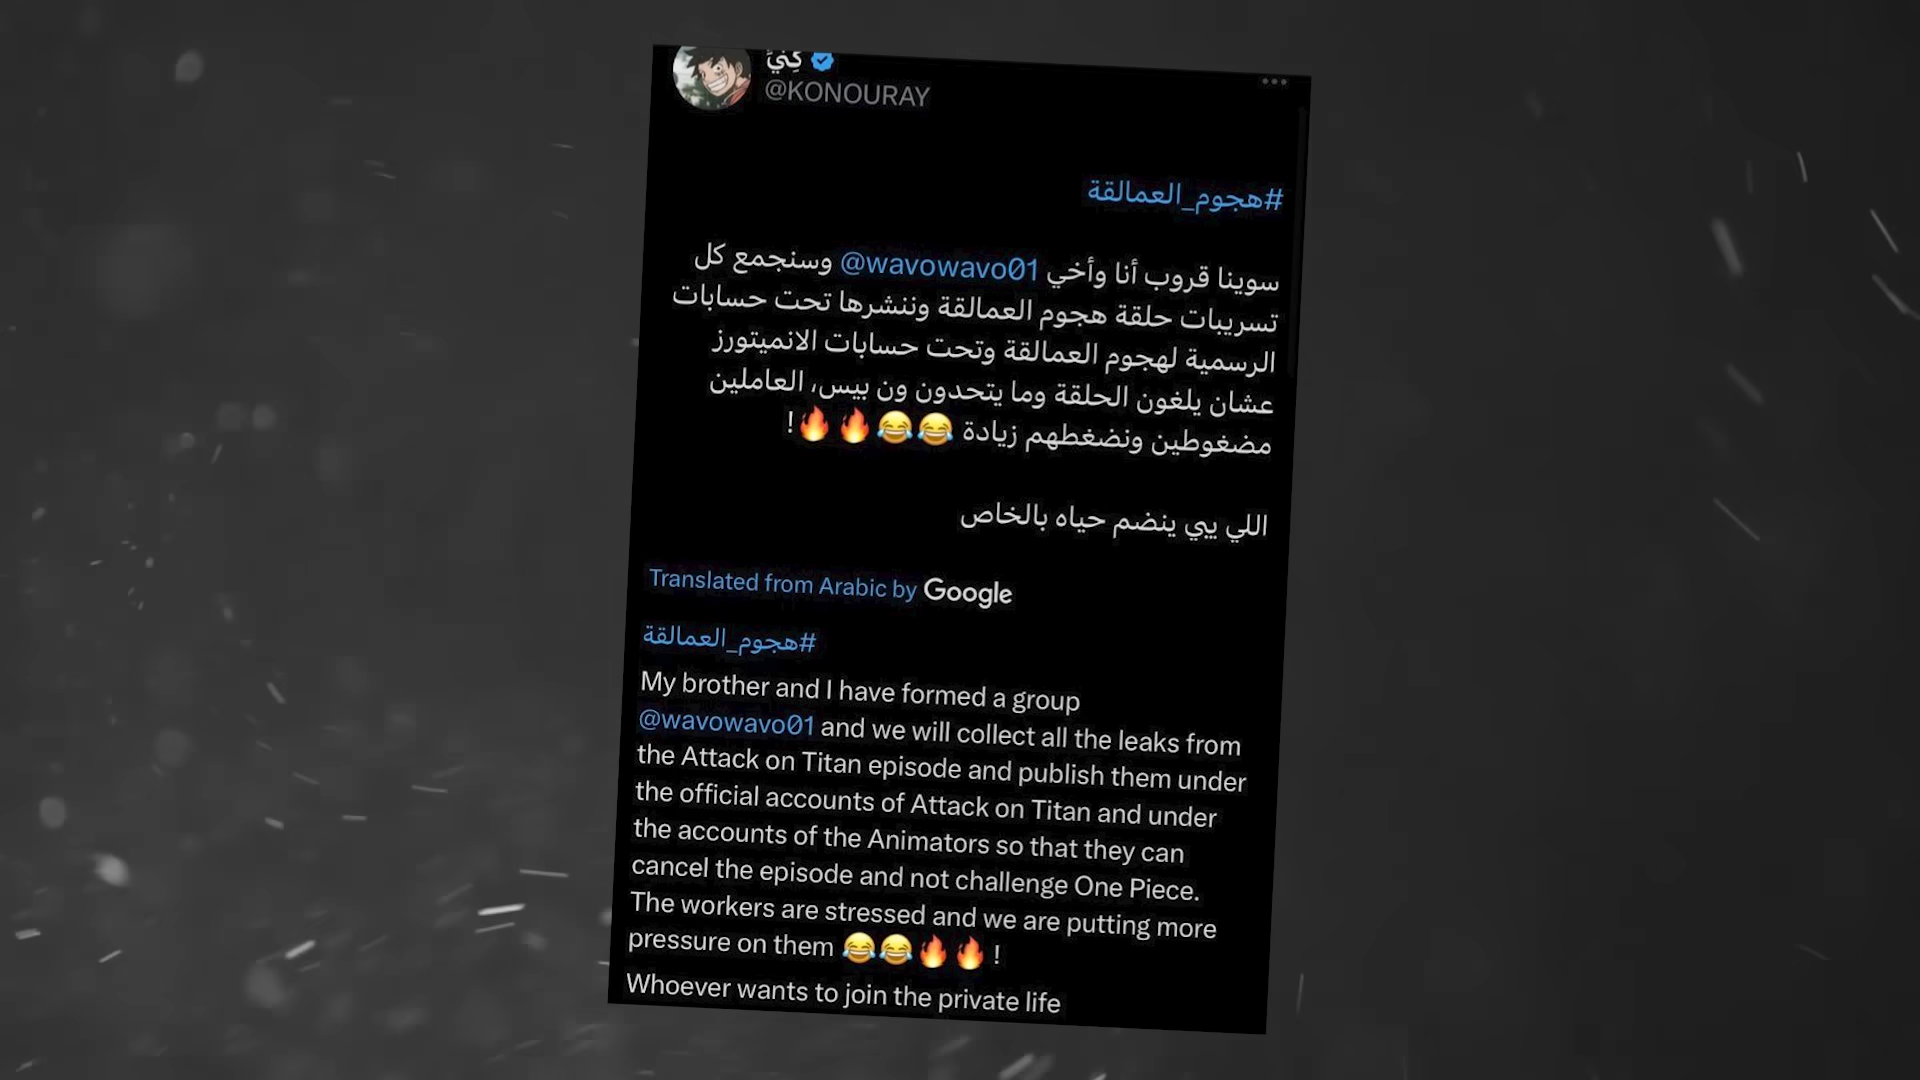 كِنيِّ
@KONOURAY
#هجوم_العمالقة
سوينا قروب أنا وأخي @wavowavo01 وسنجمع كل
تسريبات حلقة هجوم العمالقة وننشرها تحت حسابات
الرسمية لهجوم العمالقة وتحت حسابات الانميتورز
عشان يلغون الحلقة وما يتحدون ون بيس، العاملين
مضغوطين ونضغطهم زيادة 😂😂🔥🔥!
اللي يبي ينضم حياه بالخاص
Translated from Arabic by Google
#هجوم_العمالقة
My brother and I have formed a group
@wavowavo01 and we will collect all the leaks from
the Attack on Titan episode and publish them under
the official accounts of Attack on Titan and under
the accounts of the Animators so that they can
cancel the episode and not challenge One Piece.
The workers are stressed and we are putting more
pressure on them 😂😂🔥🔥 !
Whoever wants to join the private life